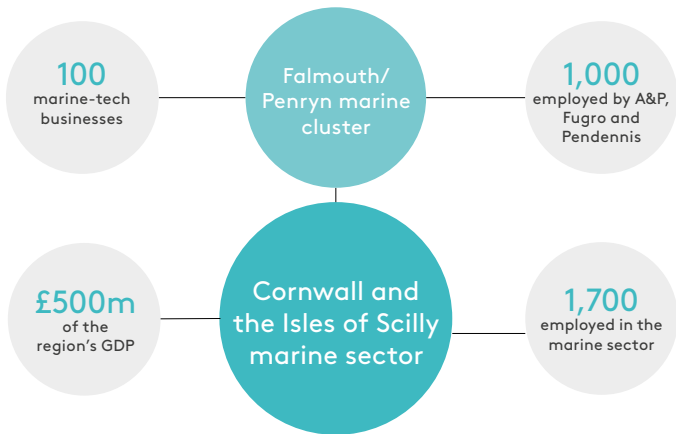 100
marine-tech
businesses
Falmouth/
Penryn marine
cluster
1,000
employed by A&P,
Fugro and
Pendennis
£500m
of the
region's GDP
Cornwall and
the Isles of Scilly
marine sector
1,700
employed in the
marine sector